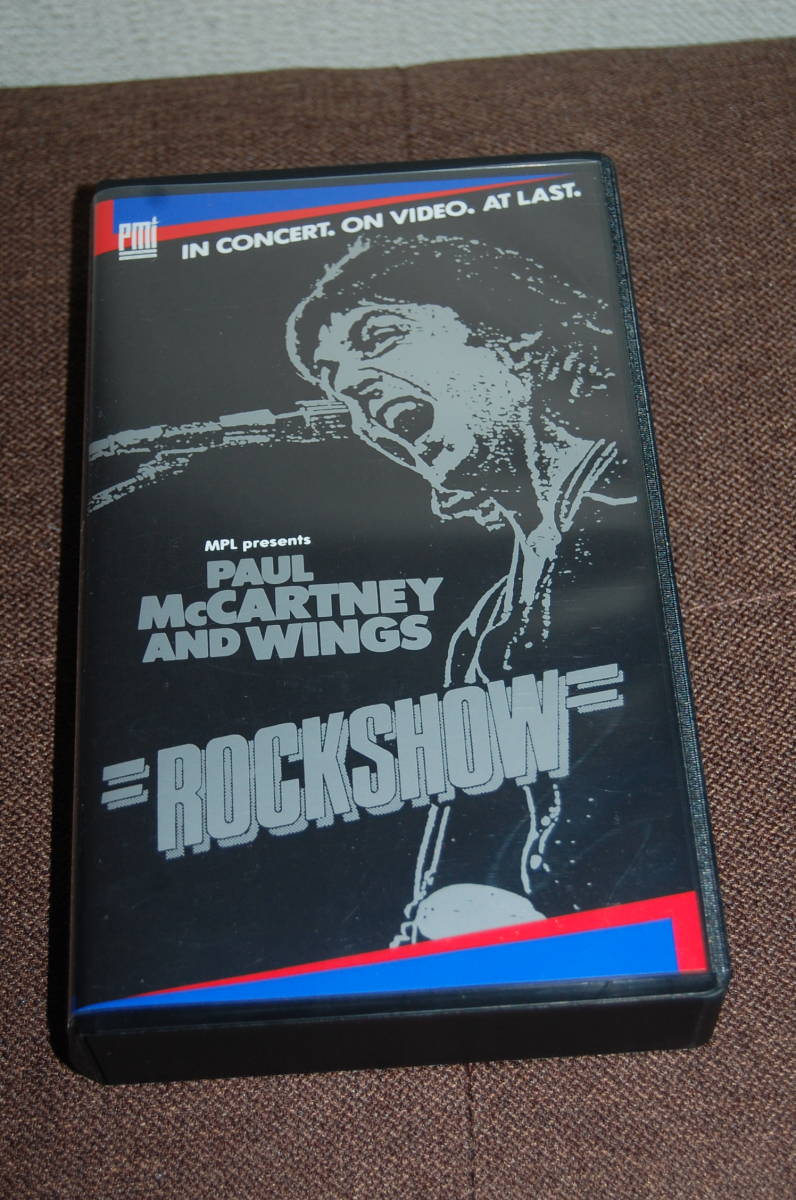 pmi
IN CONCERT. ON VIDEO. AT LAST.
MPL presents
PAUL
McCARTNEY
AND WINGS
ROCKSHOW